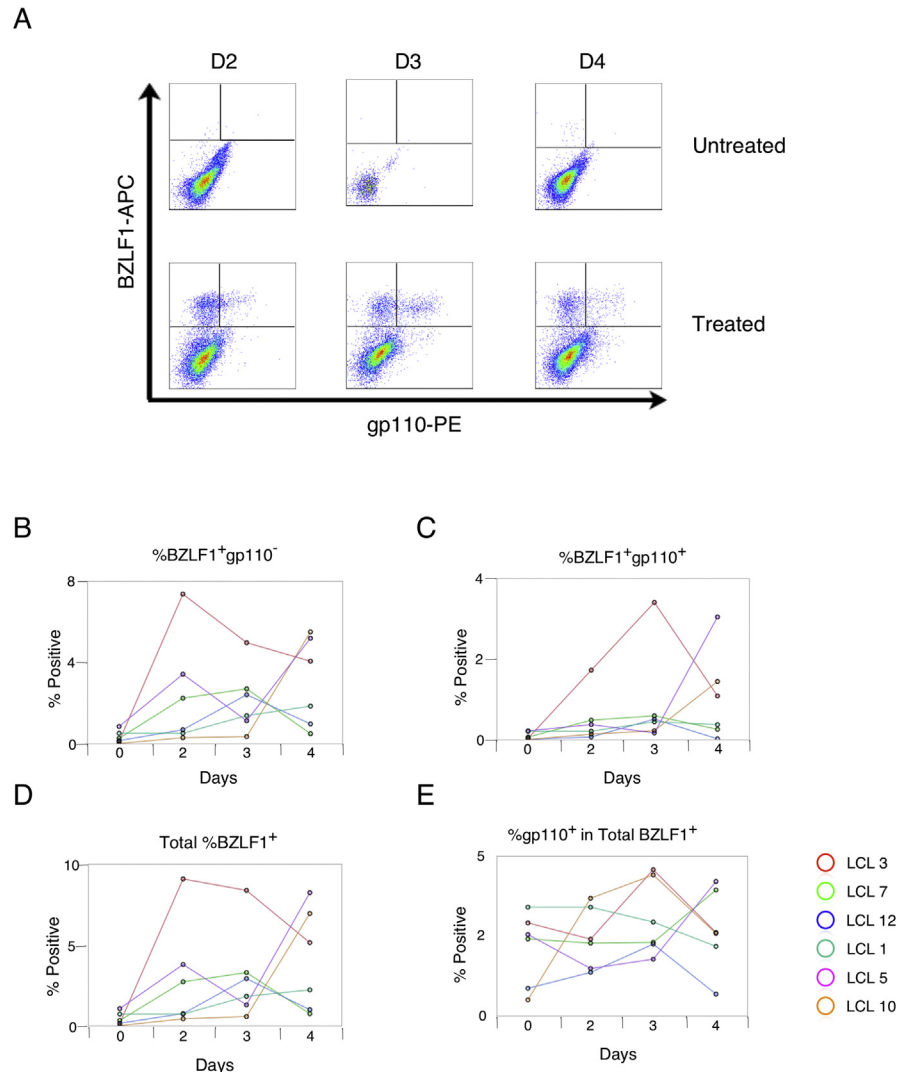 A
D2 D3 D4
Untreated
BZLF1-APC
Treated
gp110-PE
B
%BZLF1+gp110-
8
4
0
% Positive
0 2 3 4
Days
C
%BZLF1+gp110+
4
2
0
% Positive
0 2 3 4
Days
D
Total %BZLF1+
10
5
0
% Positive
0 2 3 4
Days
E
%gp110+ in Total BZLF1+
5
2
0
% Positive
0 2 3 4
Days
LCL 3
LCL 7
LCL 12
LCL 1
LCL 5
LCL 10